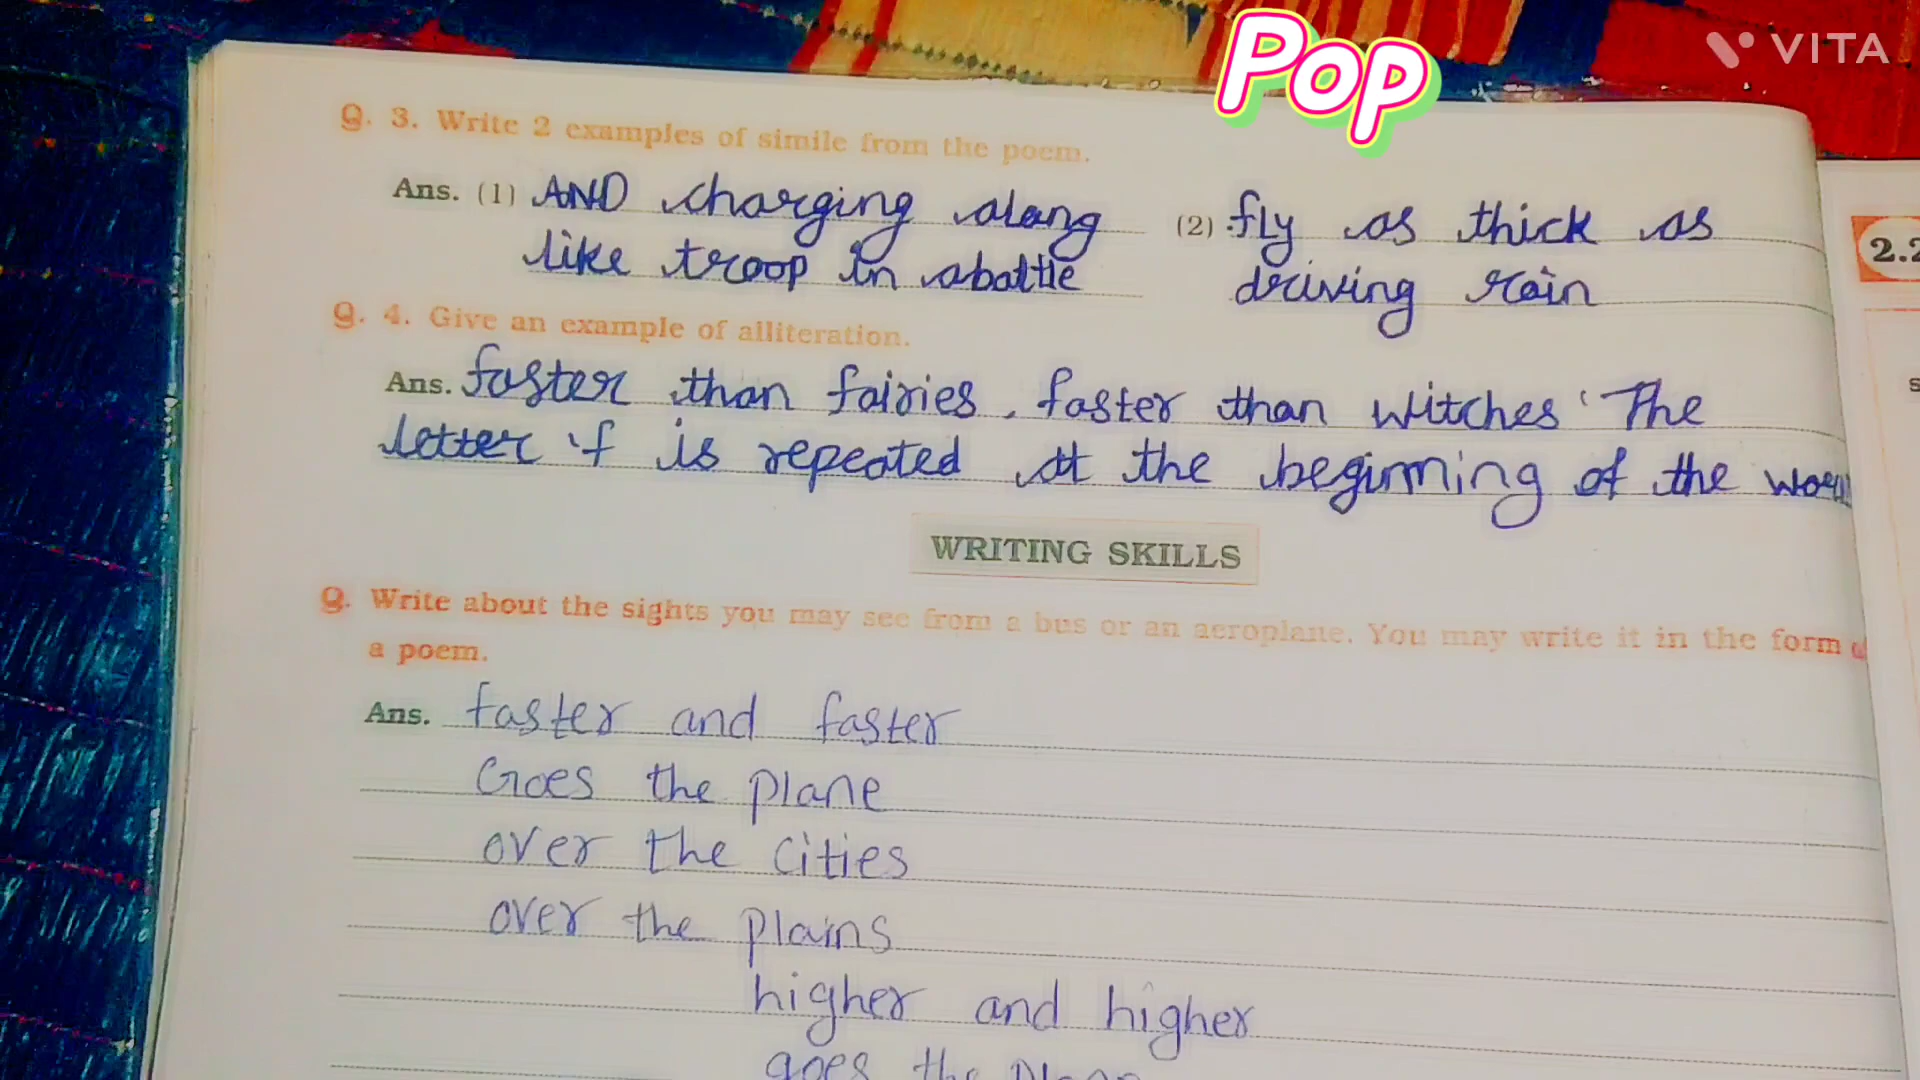 Pop
VITA
Q. 3. Write 2 examples of simile from the poem.
Ans. (1) AND charging along
like troop in abattle
(2) fly as thick as
driving rain
2.2
Q. 4. Give an example of alliteration.
Ans. faster than fairies, faster than witches' The
letter 'f is repeated at the beginning of the
WRITING SKILLS
Q. Write about the sights you may see from a bus or an aeroplane. You may write it in the form
a poem.
Ans. faster and faster
Goes the plane
over the cities
over the plains
higher and higher
goes the